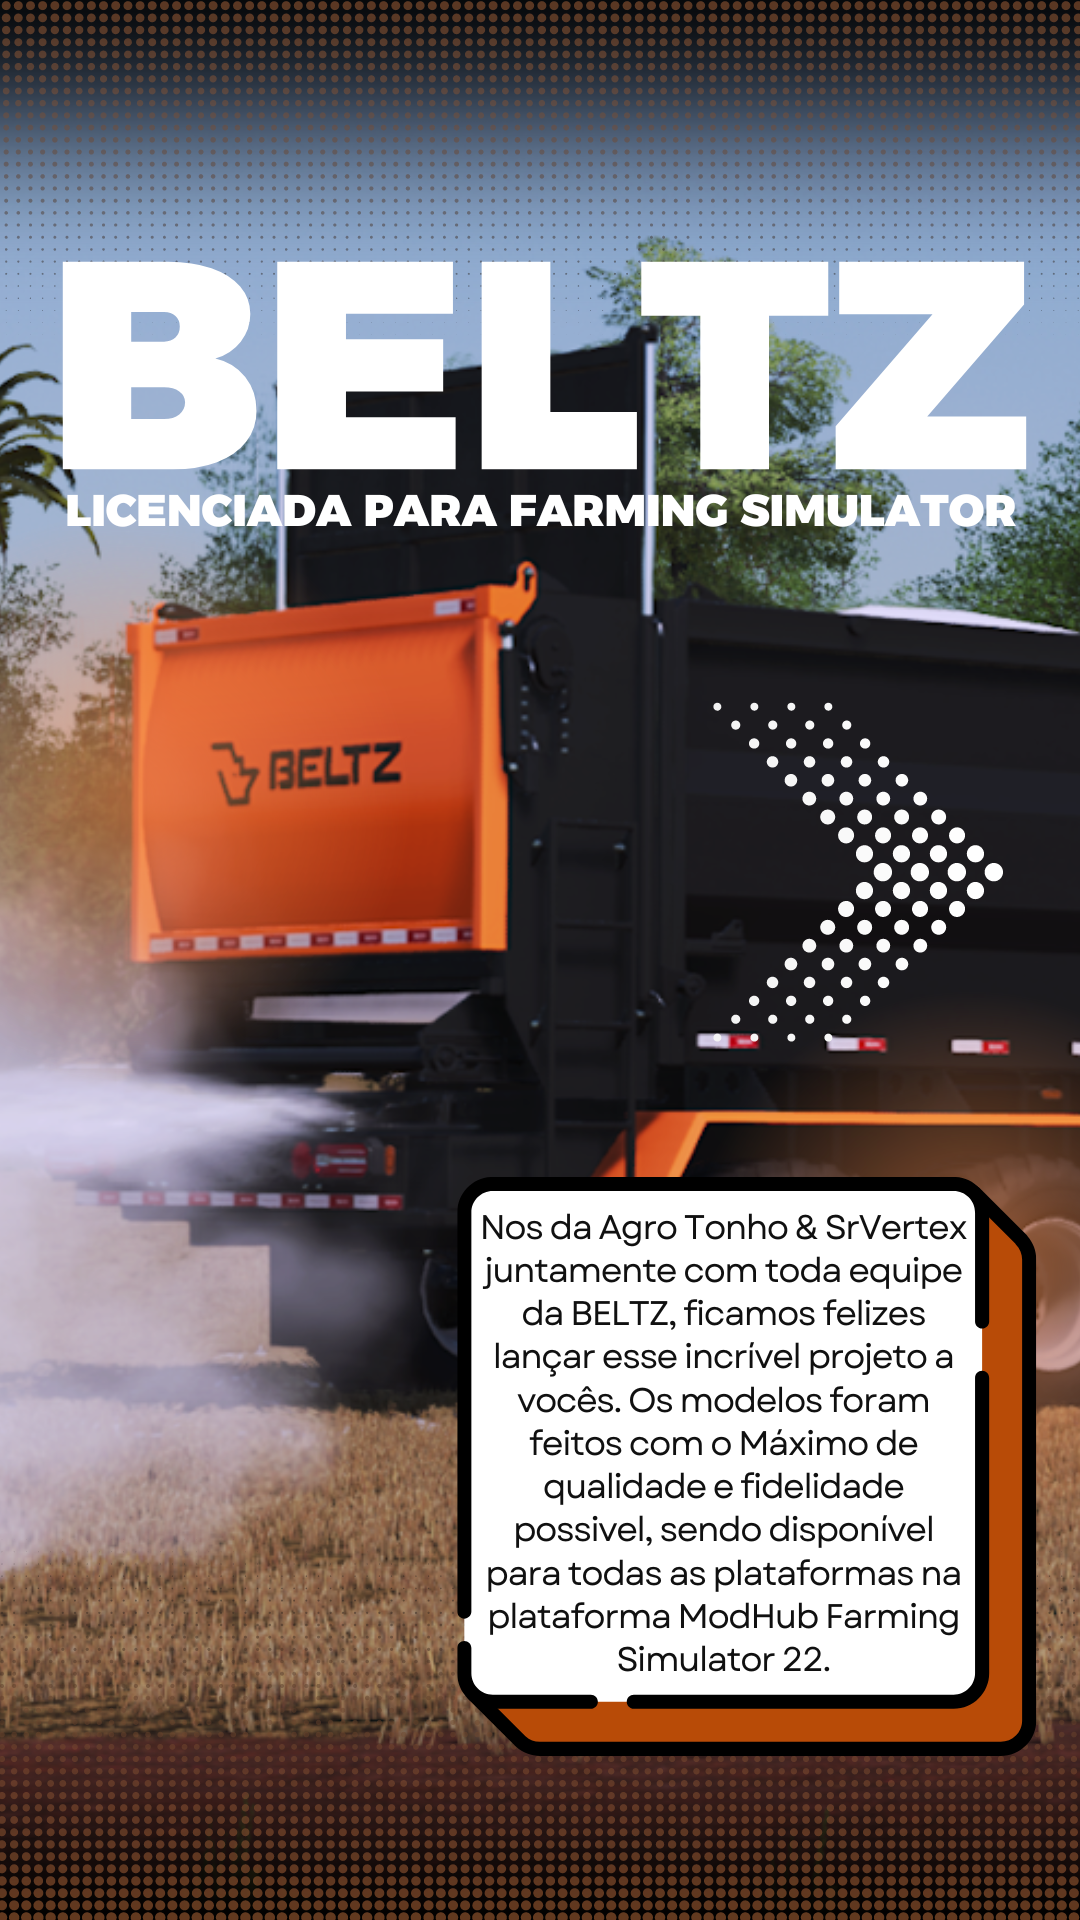 BELTZ
LICENCIADA PARA FARMING SIMULATOR
BELTZ
Nos da Agro Tonho & SrVertex
juntamente com toda equipe
da BELTZ, ficamos felizes
lançar esse incrível projeto a
vocês. Os modelos foram
feitos com o Máximo de
qualidade e fidelidade
possivel, sendo disponível
para todas as plataformas na
plataforma ModHub Farming
Simulator 22.